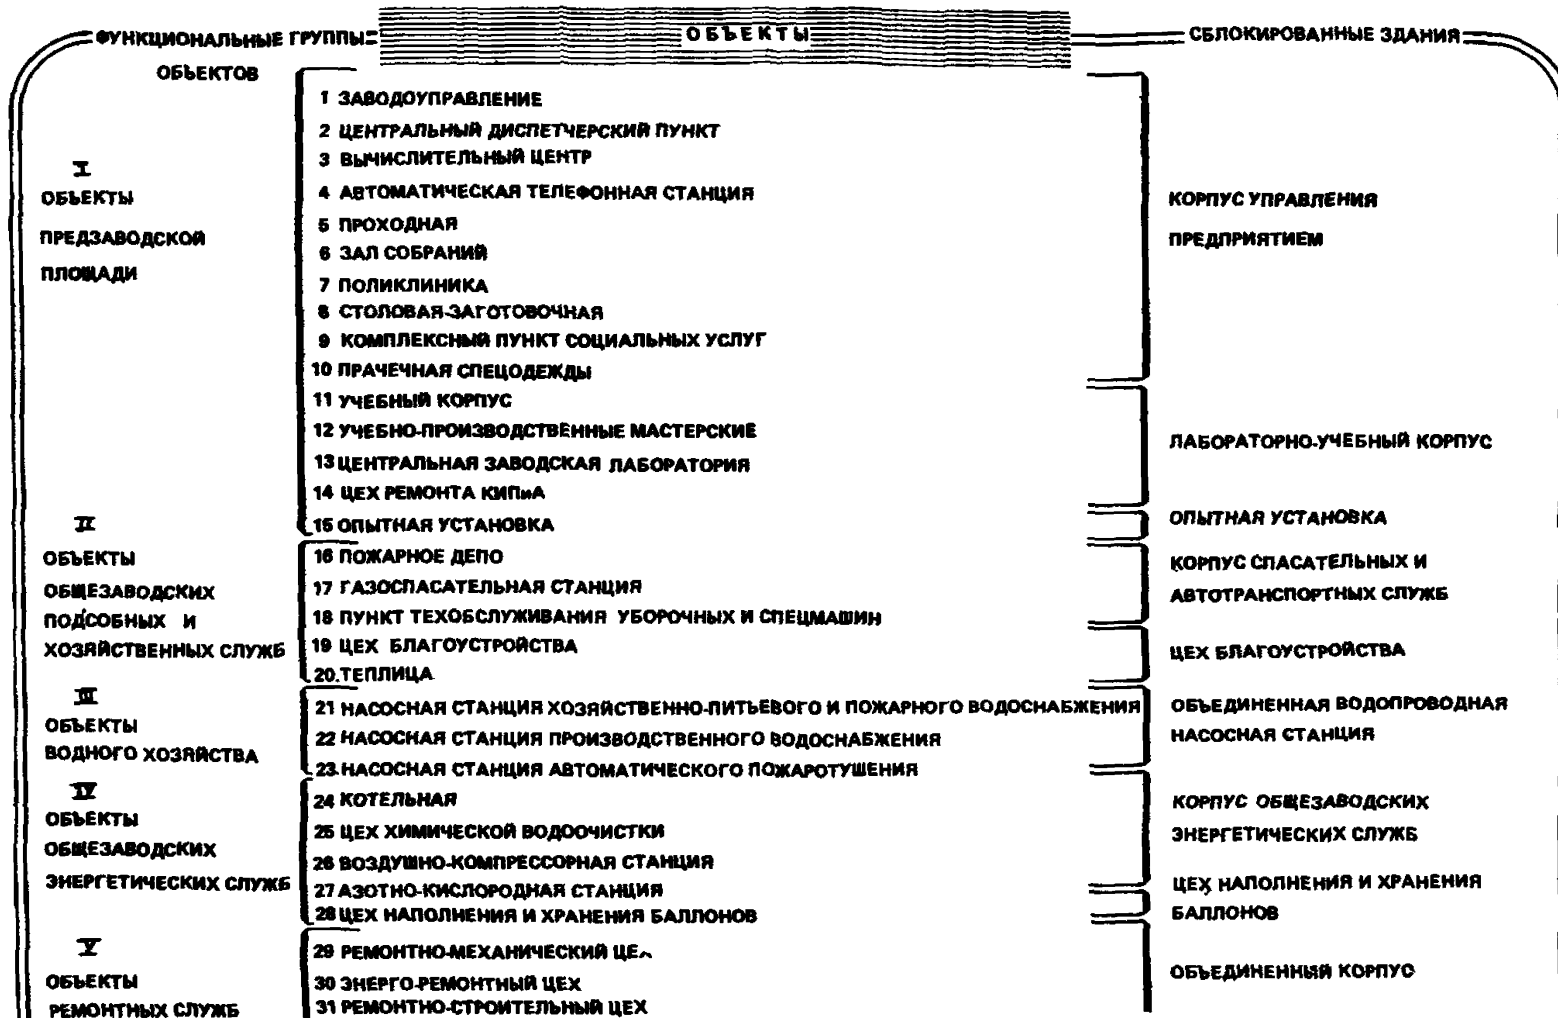 ФУНКЦИОНАЛЬНЫЕ ГРУППЫ
ОБЪЕКТОВ
ОБЪЕКТЫ
СБЛОКИРОВАННЫЕ ЗДАНИЯ
I
ОБЪЕКТЫ
ПРЕДЗАВОДСКОЙ
ПЛОЩАДИ
1 ЗАВОДОУПРАВЛЕНИЕ
2 ЦЕНТРАЛЬНЫЙ ДИСПЕТЧЕРСКИЙ ПУНКТ
3 ВЫЧИСЛИТЕЛЬНЫЙ ЦЕНТР
4 АВТОМАТИЧЕСКАЯ ТЕЛЕФОННАЯ СТАНЦИЯ
5 ПРОХОДНАЯ
6 ЗАЛ СОБРАНИЙ
7 ПОЛИКЛИНИКА
8 СТОЛОВАЯ-ЗАГОТОВОЧНАЯ
9 КОМПЛЕКСНЫЙ ПУНКТ СОЦИАЛЬНЫХ УСЛУГ
10 ПРАЧЕЧНАЯ СПЕЦОДЕЖДЫ
11 УЧЕБНЫЙ КОРПУС
12 УЧЕБНО-ПРОИЗВОДСТВЕННЫЕ МАСТЕРСКИЕ
13 ЦЕНТРАЛЬНАЯ ЗАВОДСКАЯ ЛАБОРАТОРИЯ
14 ЦЕХ РЕМОНТА КИПиА
15 ОПЫТНАЯ УСТАНОВКА
КОРПУС УПРАВЛЕНИЯ
ПРЕДПРИЯТИЕМ
ЛАБОРАТОРНО-УЧЕБНЫЙ КОРПУС
ОПЫТНАЯ УСТАНОВКА
II
ОБЪЕКТЫ
ОБЩЕЗАВОДСКИХ
ПОДСОБНЫХ И
ХОЗЯЙСТВЕННЫХ СЛУЖБ
16 ПОЖАРНОЕ ДЕПО
17 ГАЗОСПАСАТЕЛЬНАЯ СТАНЦИЯ
18 ПУНКТ ТЕХОБСЛУЖИВАНИЯ УБОРОЧНЫХ И СПЕЦМАШИН
19 ЦЕХ БЛАГОУСТРОЙСТВА
20. ТЕПЛИЦА
КОРПУС СПАСАТЕЛЬНЫХ И
АВТОТРАНСПОРТНЫХ СЛУЖБ
ЦЕХ БЛАГОУСТРОЙСТВА
III
ОБЪЕКТЫ
ВОДНОГО ХОЗЯЙСТВА
21 НАСОСНАЯ СТАНЦИЯ ХОЗЯЙСТВЕННО-ПИТЬЕВОГО И ПОЖАРНОГО ВОДОСНАБЖЕНИЯ
22 НАСОСНАЯ СТАНЦИЯ ПРОИЗВОДСТВЕННОГО ВОДОСНАБЖЕНИЯ
23. НАСОСНАЯ СТАНЦИЯ АВТОМАТИЧЕСКОГО ПОЖАРОТУШЕНИЯ
ОБЪЕДИНЕННАЯ ВОДОПРОВОДНАЯ
НАСОСНАЯ СТАНЦИЯ
IV
ОБЪЕКТЫ
ОБЩЕЗАВОДСКИХ
ЭНЕРГЕТИЧЕСКИХ СЛУЖБ
24 КОТЕЛЬНАЯ
25 ЦЕХ ХИМИЧЕСКОЙ ВОДООЧИСТКИ
26 ВОЗДУШНО-КОМПРЕССОРНАЯ СТАНЦИЯ
27 АЗОТНО-КИСЛОРОДНАЯ СТАНЦИЯ
28 ЦЕХ НАПОЛНЕНИЯ И ХРАНЕНИЯ БАЛЛОНОВ
КОРПУС ОБЩЕЗАВОДСКИХ
ЭНЕРГЕТИЧЕСКИХ СЛУЖБ
ЦЕХ НАПОЛНЕНИЯ И ХРАНЕНИЯ
БАЛЛОНОВ
V
ОБЪЕКТЫ
РЕМОНТНЫХ СЛУЖБ
29 РЕМОНТНО-МЕХАНИЧЕСКИЙ ЦЕХ
30 ЭНЕРГО-РЕМОНТНЫЙ ЦЕХ
31 РЕМОНТНО-СТРОИТЕЛЬНЫЙ ЦЕХ
ОБЪЕДИНЕННЫЙ КОРПУС